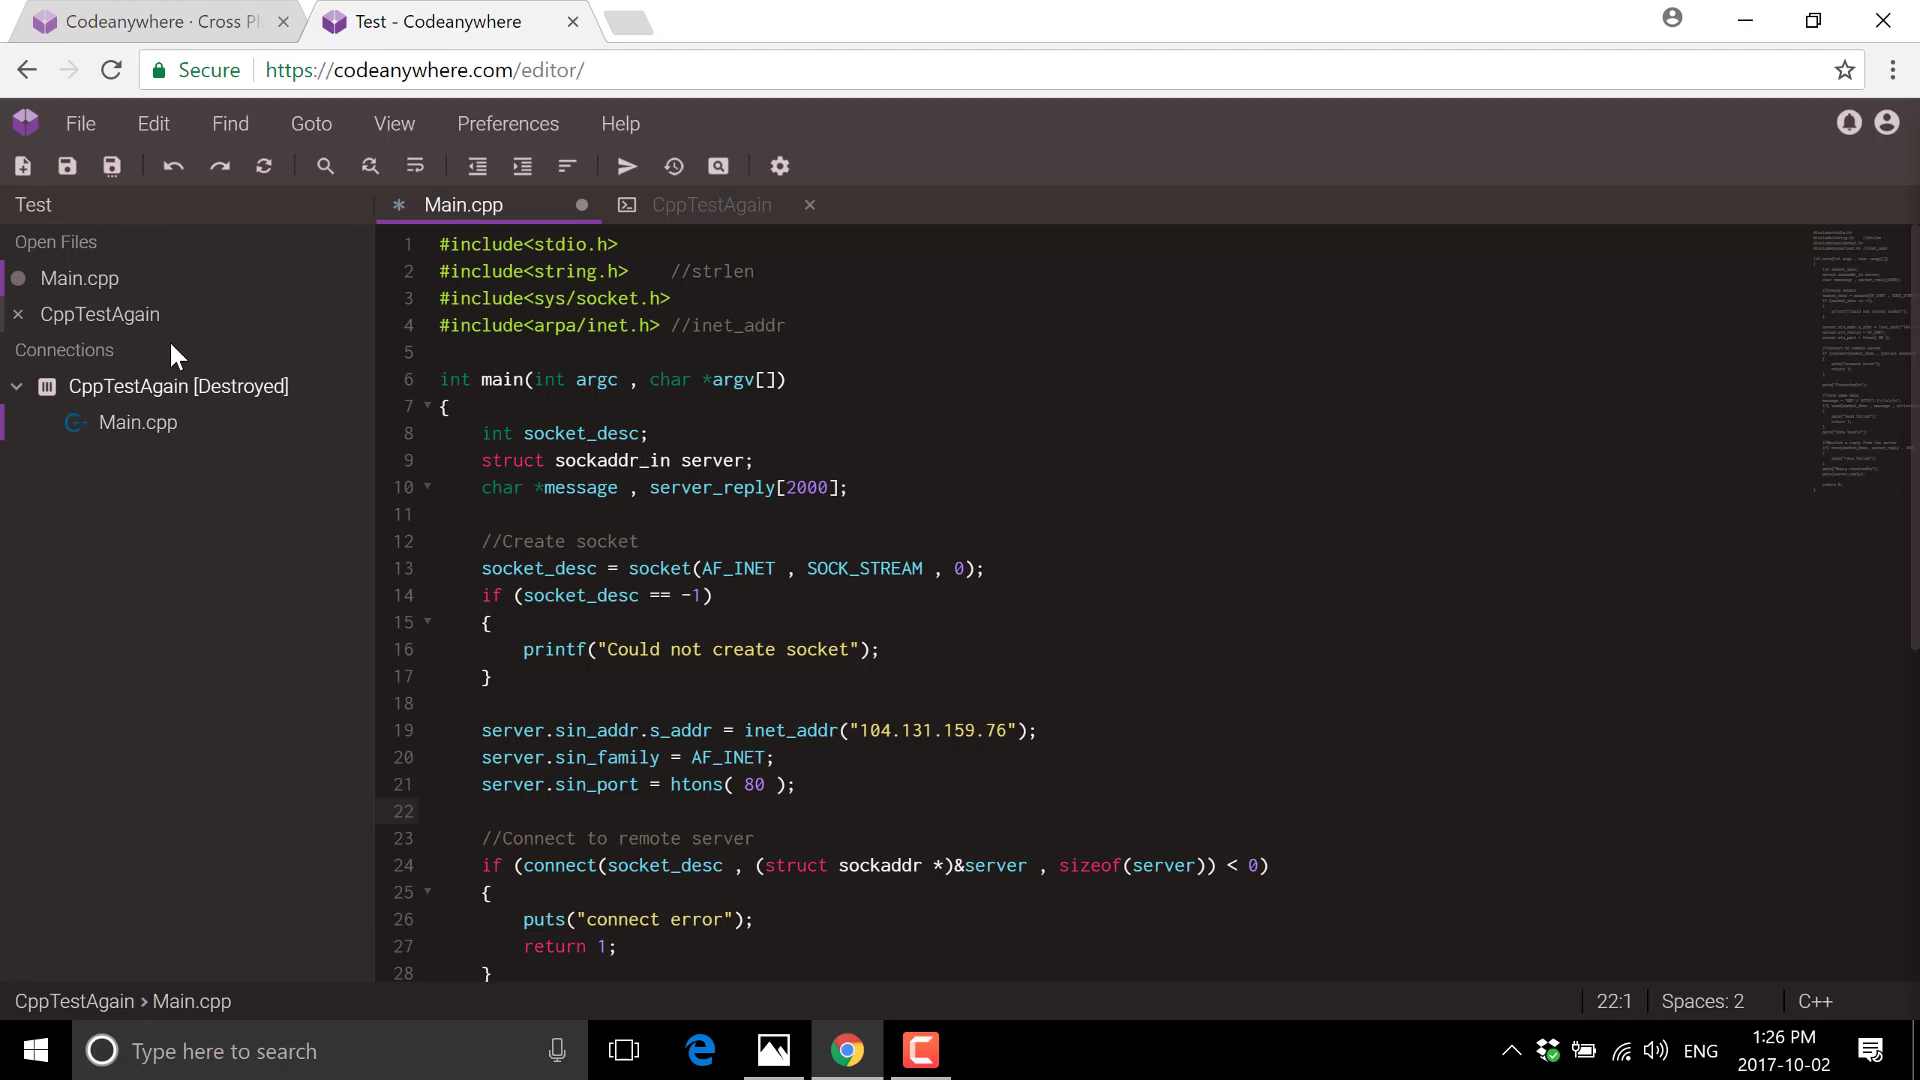 Codeanywhere · Cross Pl
Test - Codeanywhere
Secure
https://codeanywhere.com/editor/
File Edit Find Goto View Preferences Help
Test
Main.cpp
CppTestAgain
Open Files
Main.cpp
CppTestAgain
Connections
CppTestAgain [Destroyed]
Main.cpp
1 #include<stdio.h>
2 #include<string.h>    //strlen
3 #include<sys/socket.h>
4 #include<arpa/inet.h> //inet_addr
5
6 int main(int argc , char *argv[])
7 {
8     int socket_desc;
9     struct sockaddr_in server;
10     char *message , server_reply[2000];
11
12     //Create socket
13     socket_desc = socket(AF_INET , SOCK_STREAM , 0);
14     if (socket_desc == -1)
15     {
16         printf("Could not create socket");
17     }
18
19     server.sin_addr.s_addr = inet_addr("104.131.159.76");
20     server.sin_family = AF_INET;
21     server.sin_port = htons( 80 );
22
23     //Connect to remote server
24     if (connect(socket_desc , (struct sockaddr *)&server , sizeof(server)) < 0)
25     {
26         puts("connect error");
27         return 1;
28     }
CppTestAgain › Main.cpp
22:1
Spaces: 2
C++
Type here to search
ENG
1:26 PM
2017-10-02